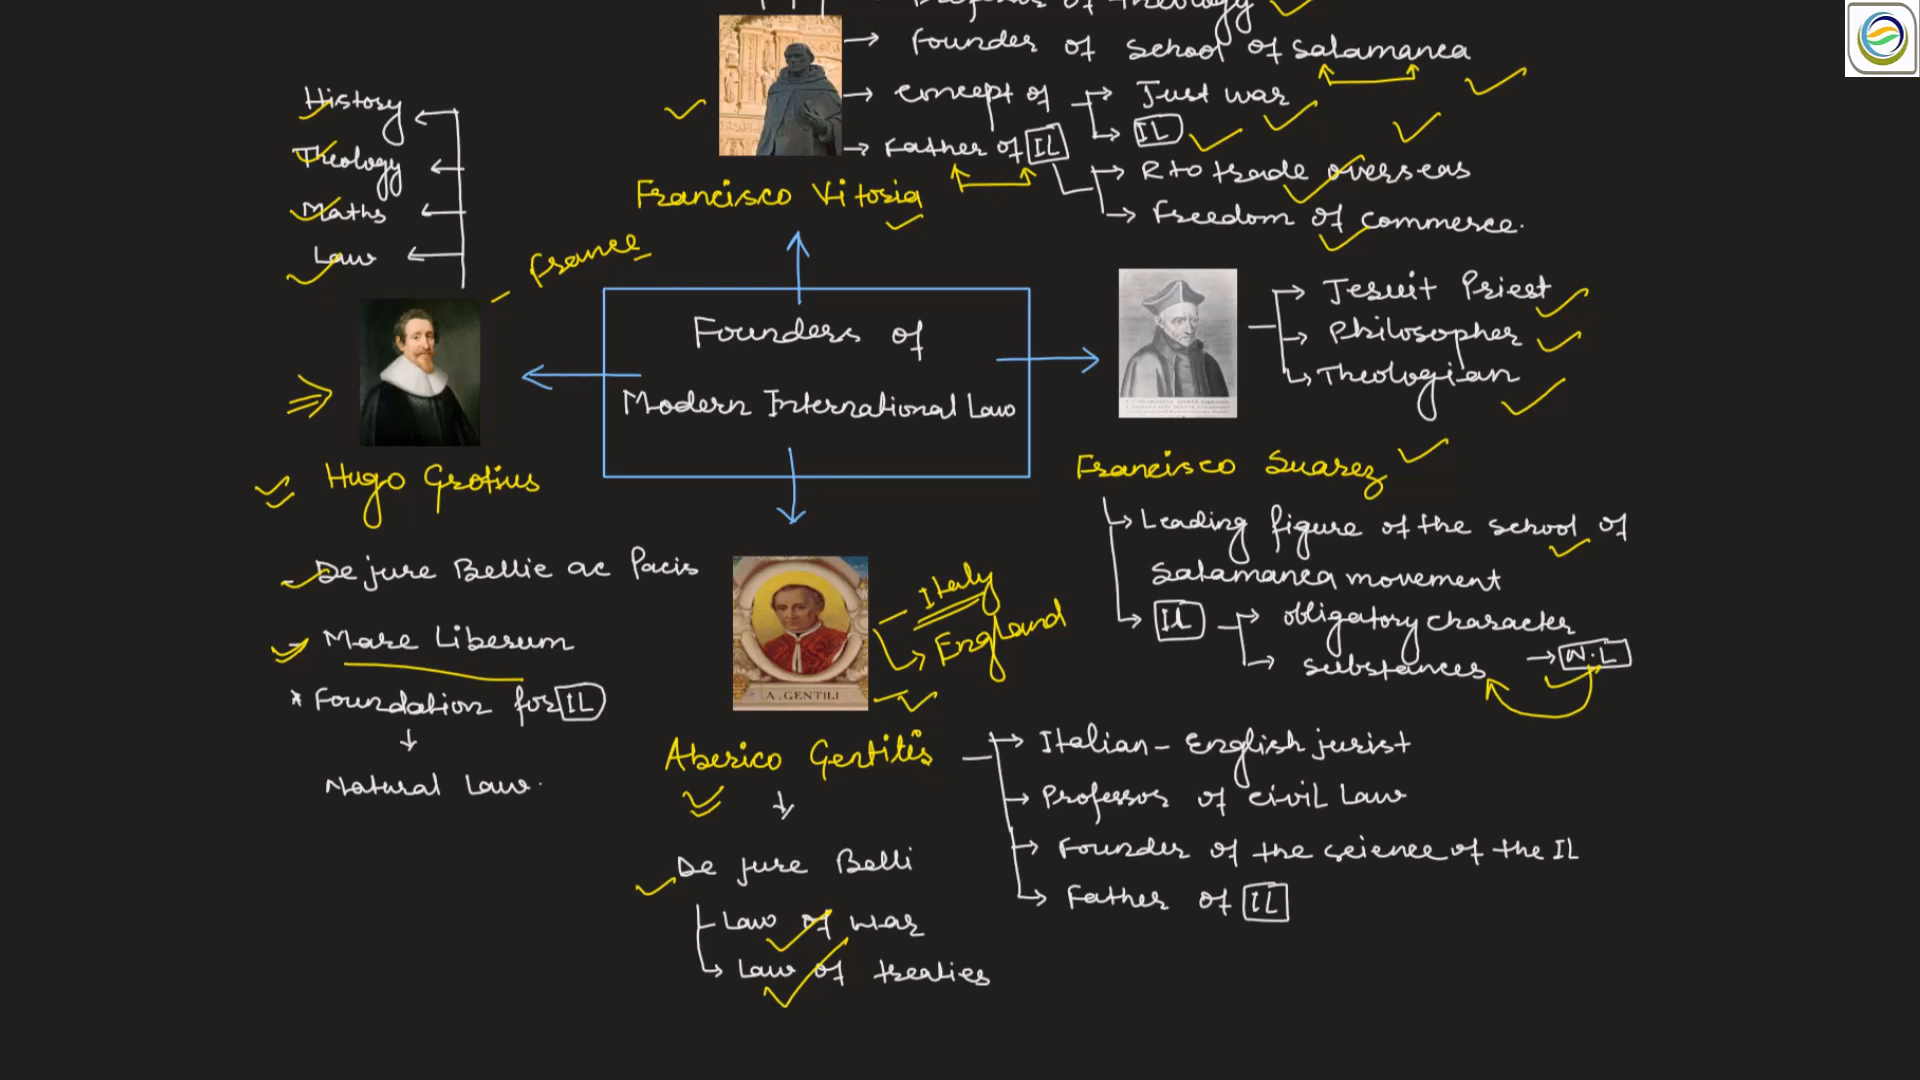 Professor of Theology
Founder of School of Salamanca
Concept of
Just war
IL
Father of IL
R to trade overseas
Freedom of commerce.
Francisco Vitoria
History
Theology
Maths
Law
France
Founders of
Modern International Law
Jesuit Priest
Philosopher
Theologian
Francisco Suarez
Leading figure of the school of
Salamanca movement
IL
obligatory character
substances
N.L
Hugo Grotius
De jure Bellie ac Pacis
Mare Liberum
* Foundation for IL
Natural Law.
Italy
England
A. GENTILI
Aberico Gentiles
Italian - English jurist
Professor of civil Law
Founder of the science of the IL
Father of IL
De jure Belli
Law of war
Law of treaties